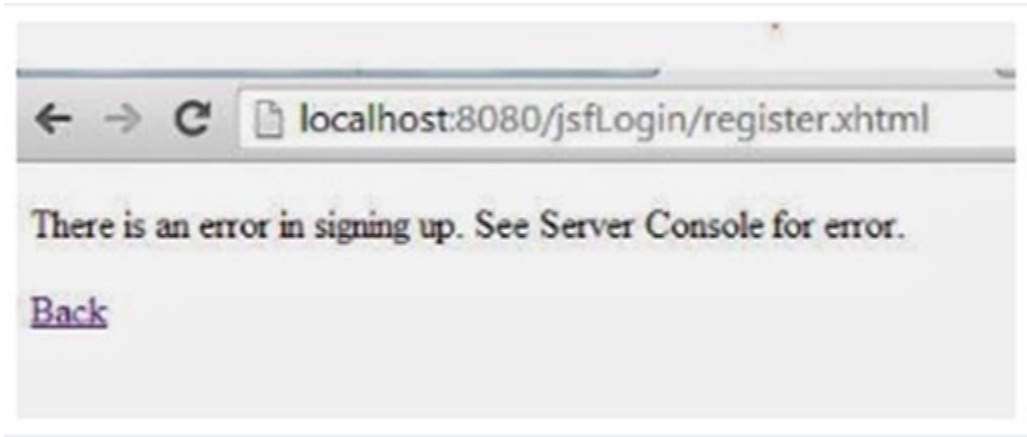 localhost:8080/jsfLogin/register.xhtml
There is an error in signing up. See Server Console for error.
Back